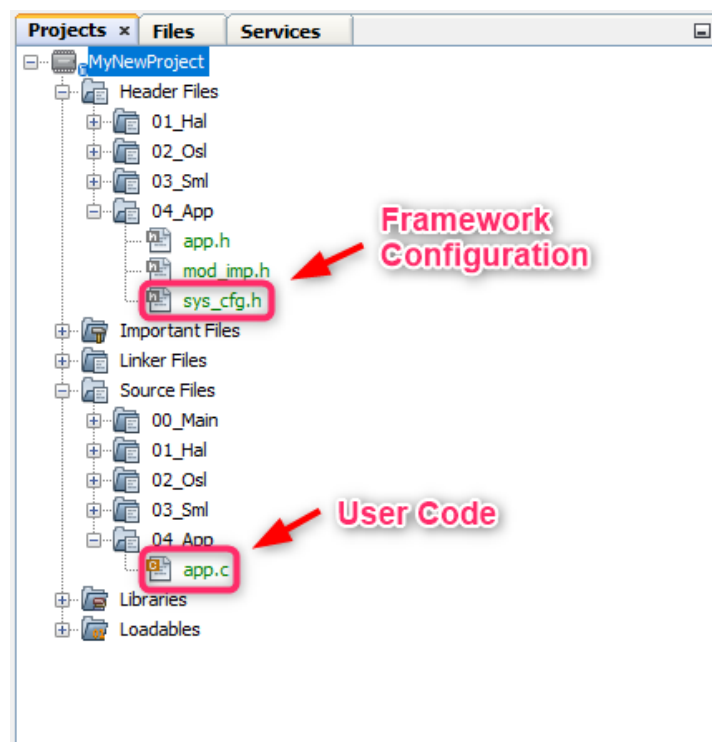 Projects × Files Services
MyNewProject
Header Files
01_Hal
02_Osl
03_Sml
04_App
app.h
mod_imp.h
sys_cfg.h
Framework
Configuration
Important Files
Linker Files
Source Files
00_Main
01_Hal
02_Osl
03_Sml
04_App
app.c
User Code
Libraries
Loadables